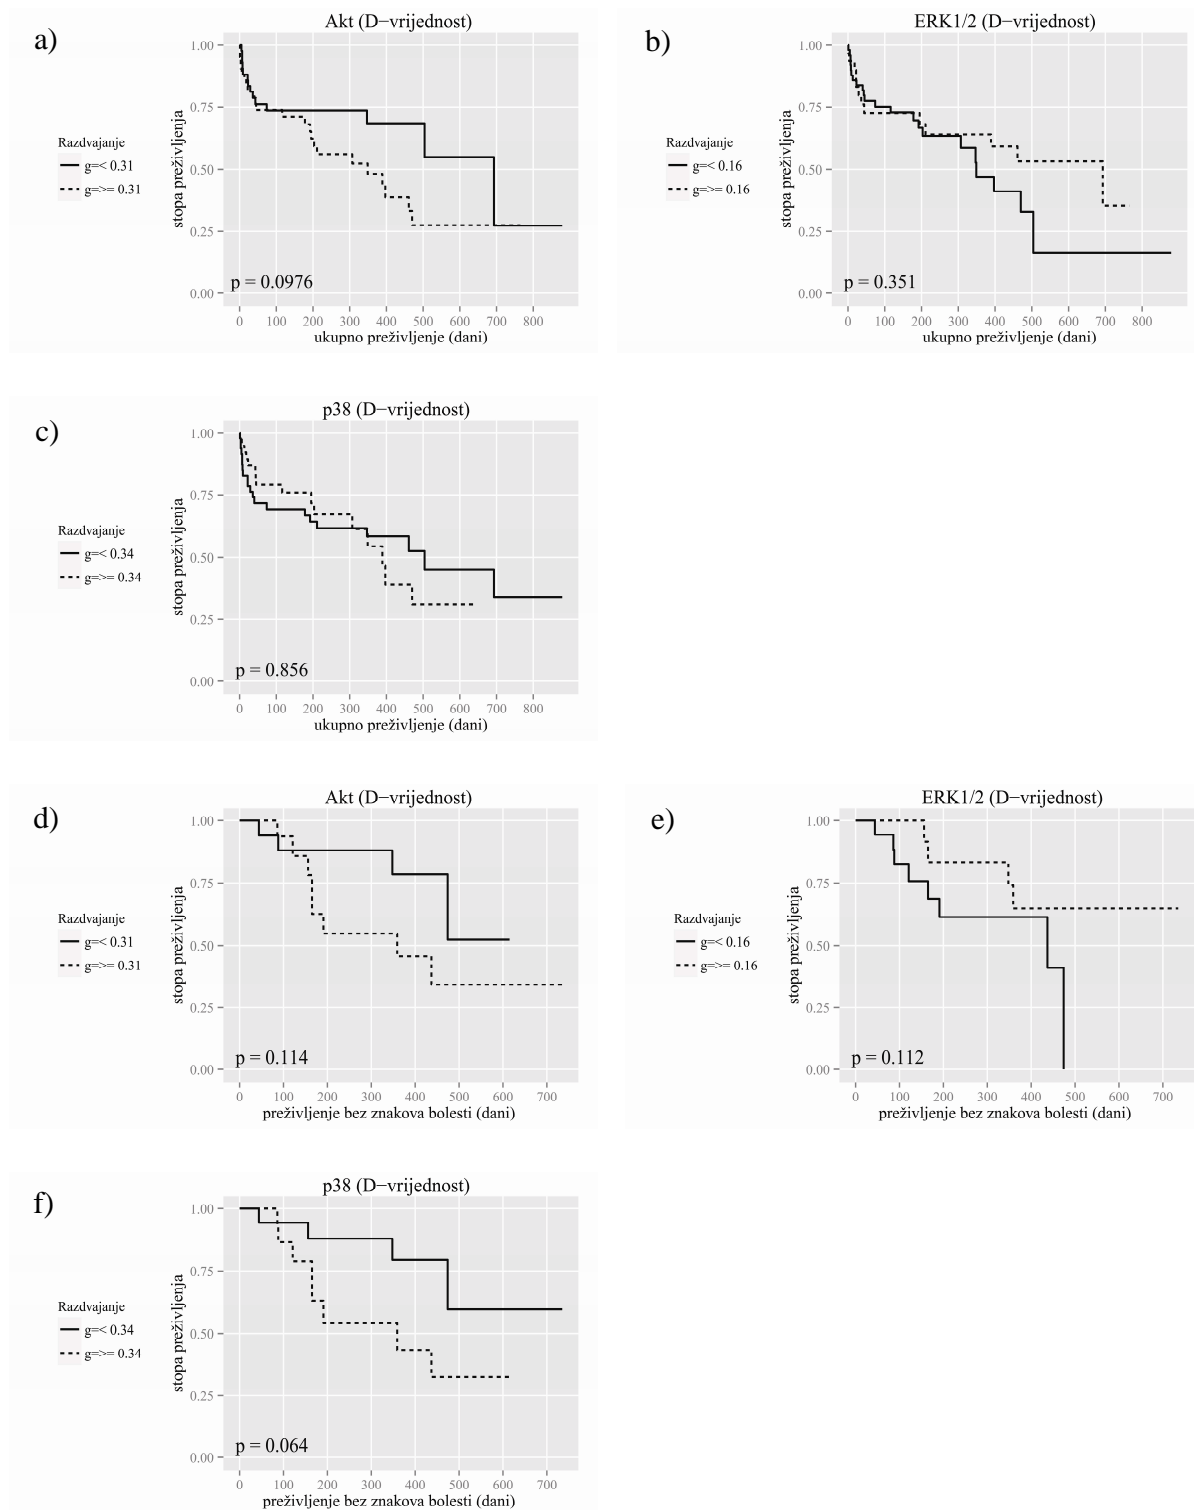 a)
Akt (D−vrijednost)
1.00
0.75
0.50
0.25
0.00
stopa preživljenja
Razdvajanje
g=< 0.31
g=>= 0.31
p = 0.0976
0 100 200 300 400 500 600 700 800
ukupno preživljenje (dani)
b)
ERK1/2 (D−vrijednost)
1.00
0.75
0.50
0.25
0.00
stopa preživljenja
Razdvajanje
g=< 0.16
g=>= 0.16
p = 0.351
0 100 200 300 400 500 600 700 800
ukupno preživljenje (dani)
c)
p38 (D−vrijednost)
1.00
0.75
0.50
0.25
0.00
stopa preživljenja
Razdvajanje
g=< 0.34
g=>= 0.34
p = 0.856
0 100 200 300 400 500 600 700 800
ukupno preživljenje (dani)
d)
Akt (D−vrijednost)
1.00
0.75
0.50
0.25
0.00
stopa preživljenja
Razdvajanje
g=< 0.31
g=>= 0.31
p = 0.114
0 100 200 300 400 500 600 700
preživljenje bez znakova bolesti (dani)
e)
ERK1/2 (D−vrijednost)
1.00
0.75
0.50
0.25
0.00
stopa preživljenja
Razdvajanje
g=< 0.16
g=>= 0.16
p = 0.112
0 100 200 300 400 500 600 700
preživljenje bez znakova bolesti (dani)
f)
p38 (D−vrijednost)
1.00
0.75
0.50
0.25
0.00
stopa preživljenja
Razdvajanje
g=< 0.34
g=>= 0.34
p = 0.064
0 100 200 300 400 500 600 700
preživljenje bez znakova bolesti (dani)